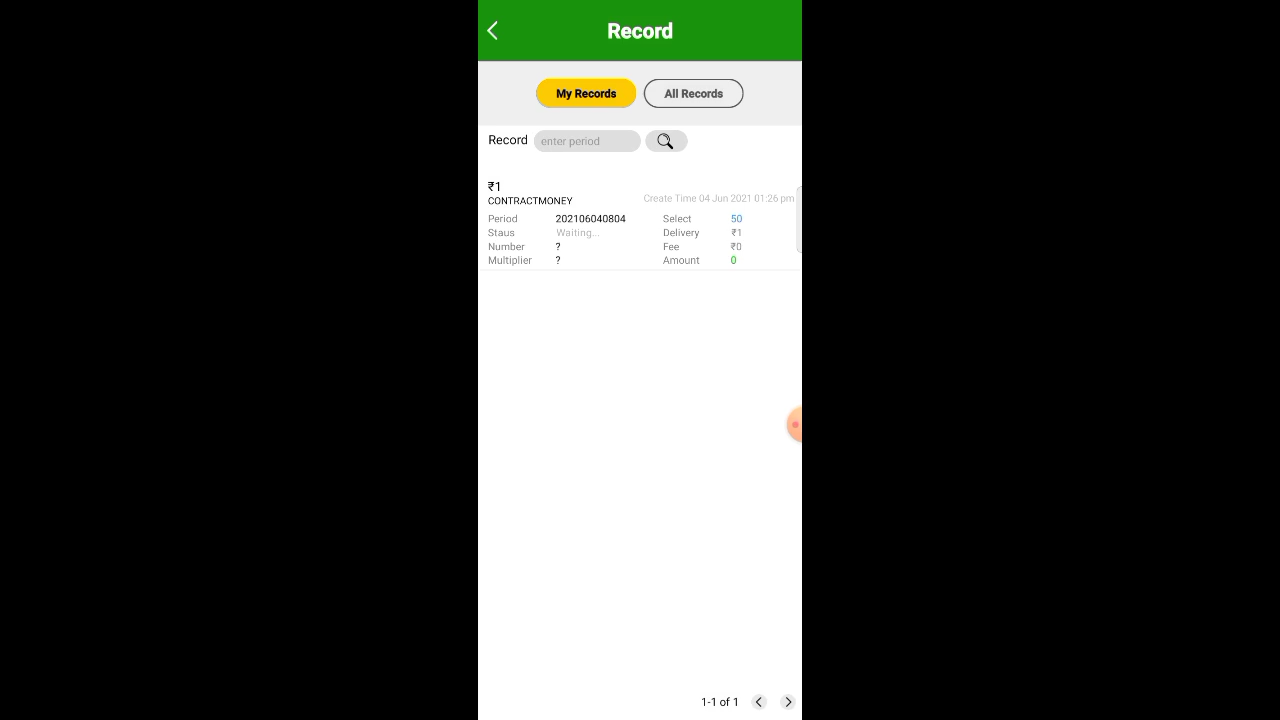 Record
My Records All Records
Record enter period
₹1
CONTRACTMONEY Create Time 04 Jun 2021 01:26 pm
Period 202106040804 Select 50
Staus Waiting... Delivery ₹1
Number ? Fee ₹0
Multiplier ? Amount 0
1-1 of 1